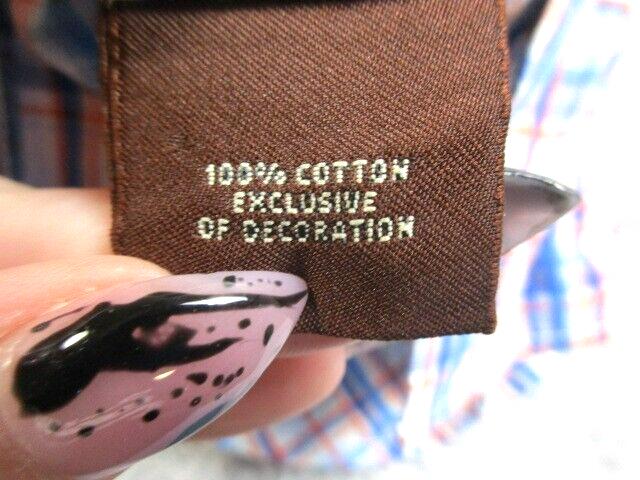 100% COTTON
EXCLUSIVE
OF DECORATION